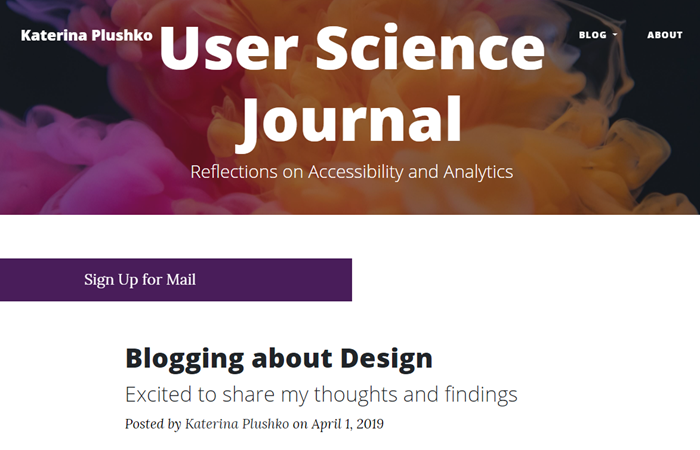 Katerina Plushko
User Science
Journal
BLOG
ABOUT
Reflections on Accessibility and Analytics
Sign Up for Mail
Blogging about Design
Excited to share my thoughts and findings
Posted by Katerina Plushko on April 1, 2019